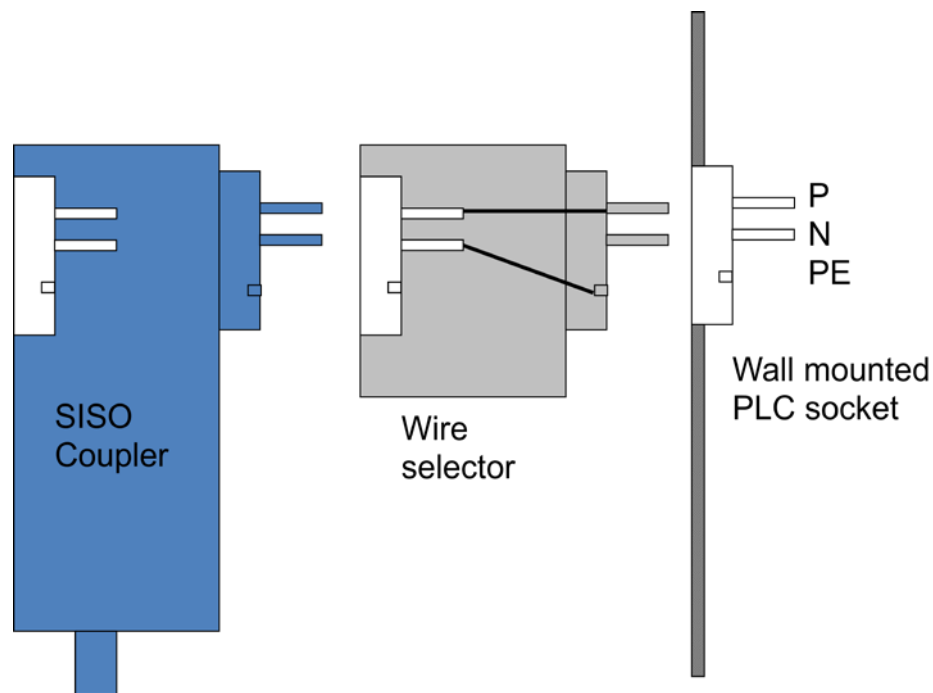 SISO
Coupler
Wire
selector
P
N
PE
Wall mounted
PLC socket